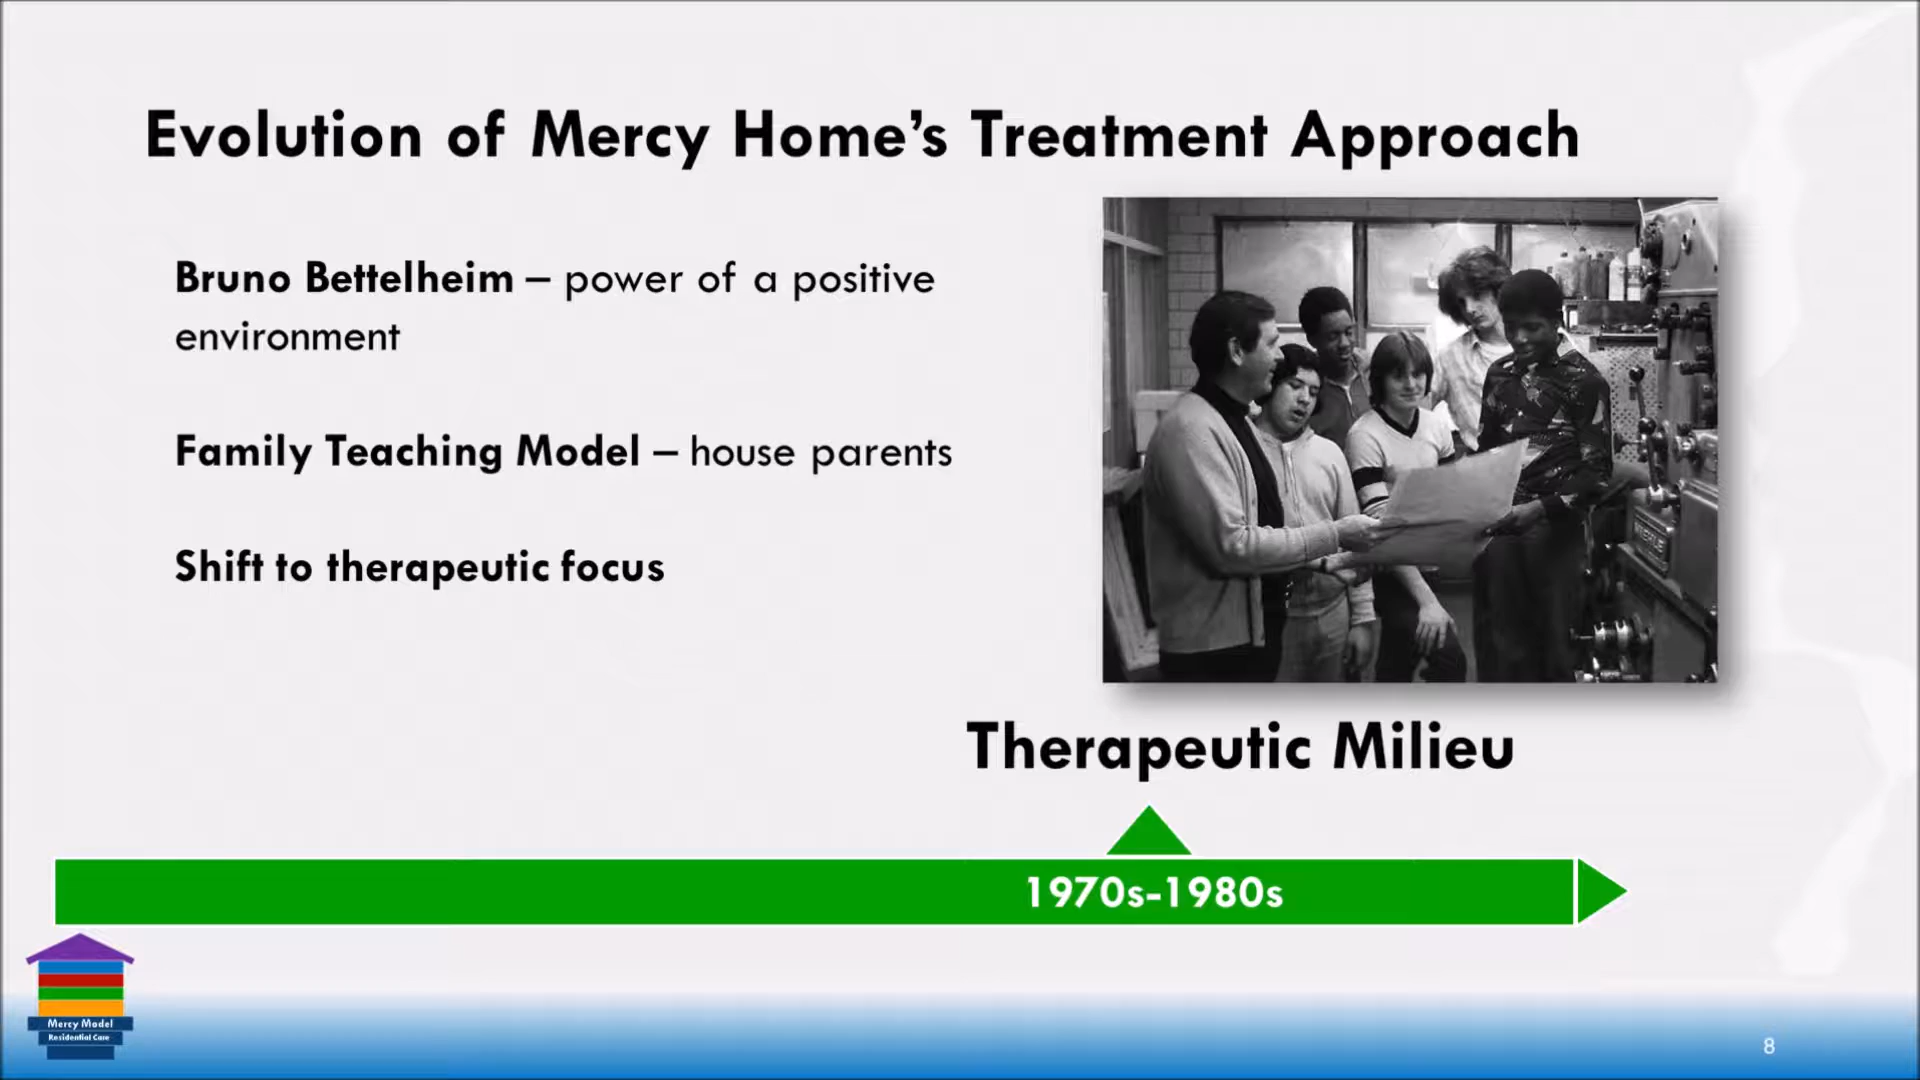 Evolution of Mercy Home’s Treatment Approach
Bruno Bettelheim – power of a positive
environment
Family Teaching Model – house parents
Shift to therapeutic focus
Therapeutic Milieu
1970s-1980s
Mercy Model
Residential Care
8